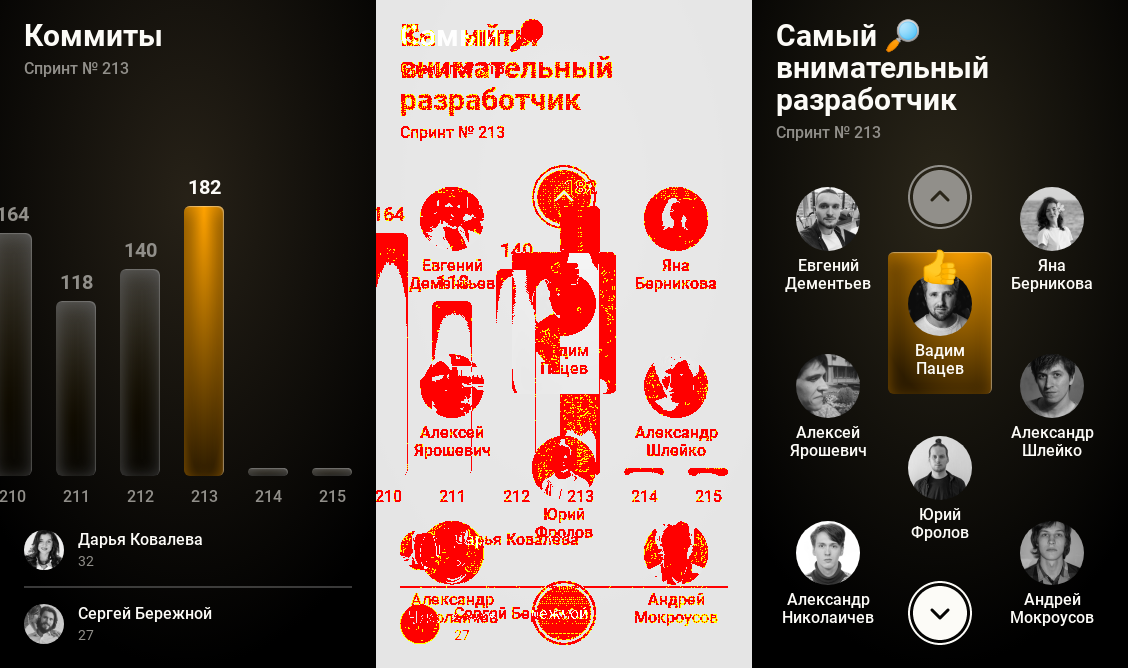 Коммиты
Спринт № 213
182
164
140
118
210 211 212 213 214 215
Дарья Ковалева
32
Сергей Бережной
27
внимательный
разработчик
Спринт № 213
182
164
140
118
Евгений
Дементьев
Яна
Берникова
Вадим
Пацев
Алексей
Ярошевич
Александр
Шлейко
210 211 212 213 214 215
Юрий
Фролов
Дарья Ковалева
Александр
Николаичев
Андрей
Мокроусов
Сергей Бережной
27
Самый
внимательный
разработчик
Спринт № 213
Евгений
Дементьев
Яна
Берникова
Вадим
Пацев
Алексей
Ярошевич
Александр
Шлейко
Юрий
Фролов
Александр
Николаичев
Андрей
Мокроусов